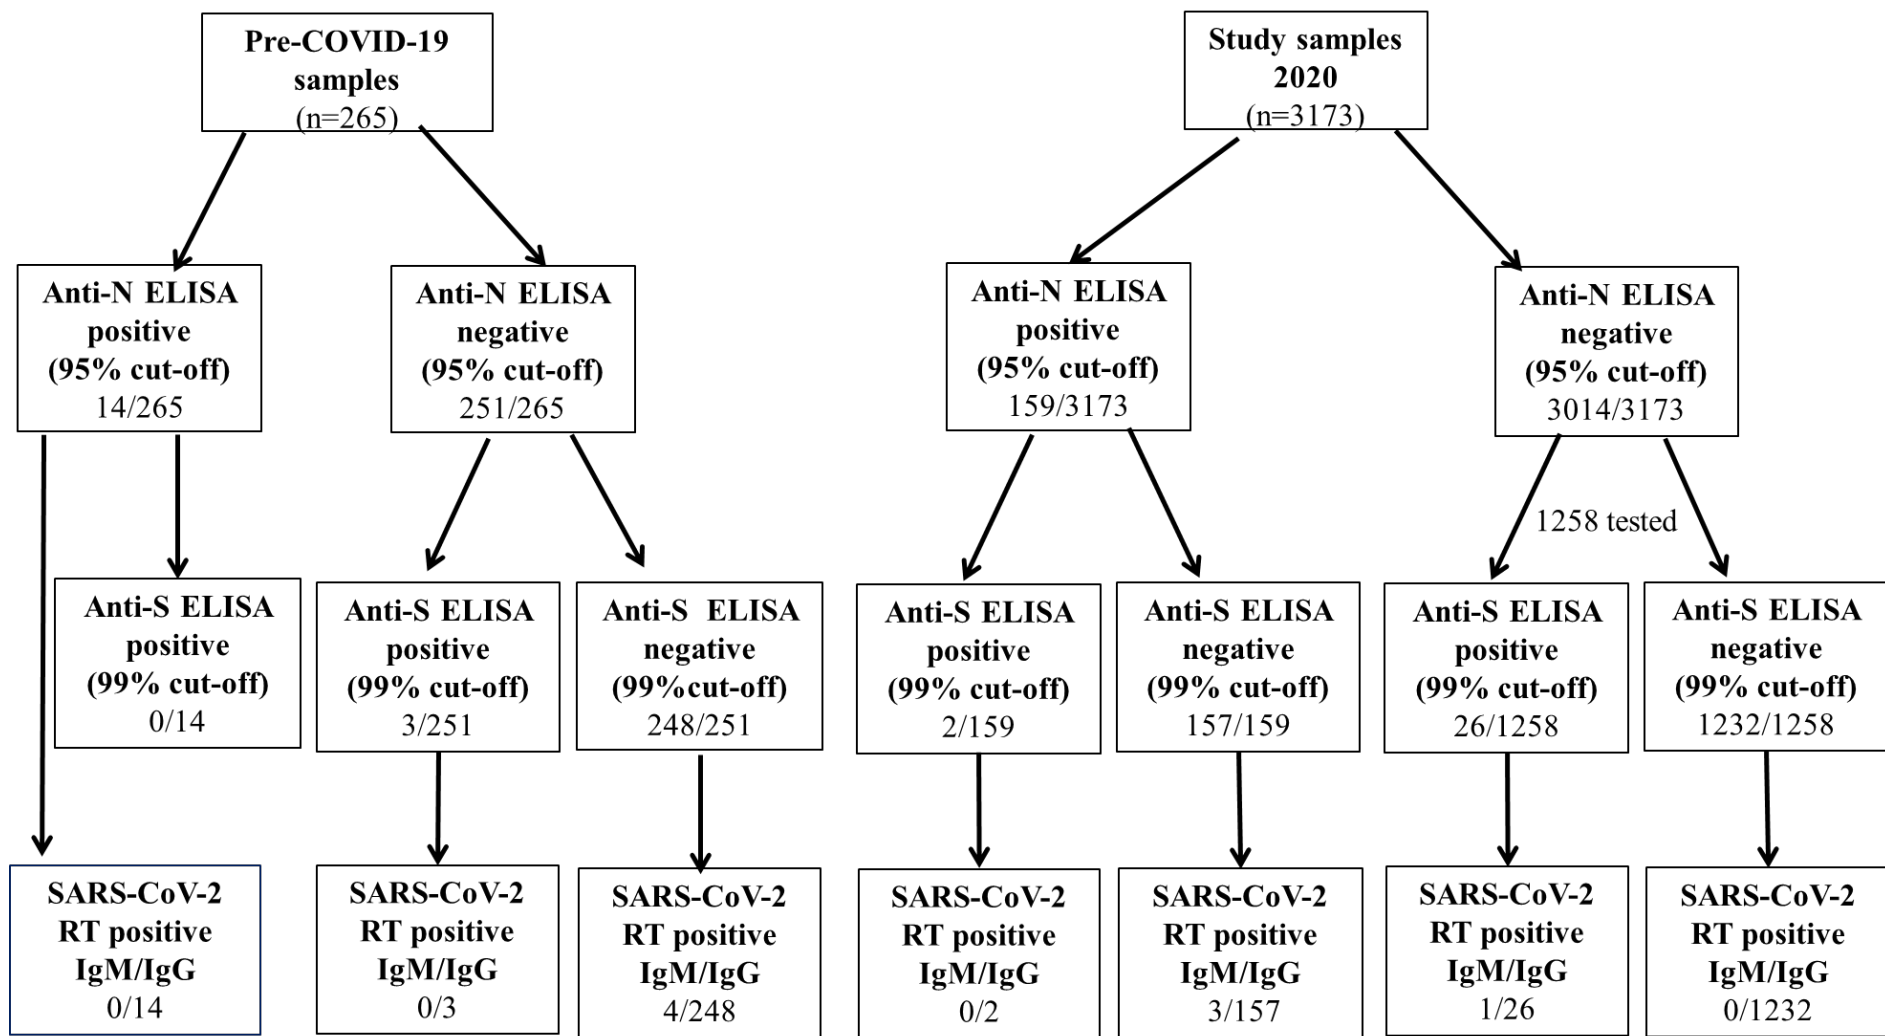 Pre-COVID-19
samples
(n=265)
Study samples
2020
(n=3173)
Anti-N ELISA
positive
(95% cut-off)
14/265
Anti-N ELISA
negative
(95% cut-off)
251/265
Anti-N ELISA
positive
(95% cut-off)
159/3173
Anti-N ELISA
negative
(95% cut-off)
3014/3173
1258 tested
Anti-S ELISA
positive
(99% cut-off)
0/14
Anti-S ELISA
positive
(99% cut-off)
3/251
Anti-S ELISA
negative
(99%cut-off)
248/251
Anti-S ELISA
positive
(99% cut-off)
2/159
Anti-S ELISA
negative
(99% cut-off)
157/159
Anti-S ELISA
positive
(99% cut-off)
26/1258
Anti-S ELISA
negative
(99% cut-off)
1232/1258
SARS-CoV-2
RT positive
IgM/IgG
0/14
SARS-CoV-2
RT positive
IgM/IgG
0/3
SARS-CoV-2
RT positive
IgM/IgG
4/248
SARS-CoV-2
RT positive
IgM/IgG
0/2
SARS-CoV-2
RT positive
IgM/IgG
3/157
SARS-CoV-2
RT positive
IgM/IgG
1/26
SARS-CoV-2
RT positive
IgM/IgG
0/1232